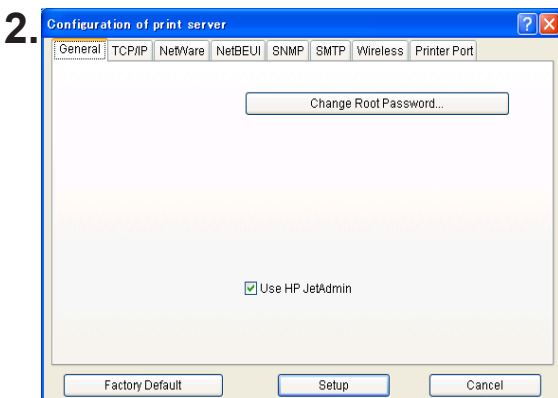 2.
Configuration of print server
General TCP/IP NetWare NetBEUI SNMP SMTP Wireless Printer Port
Change Root Password...
Use HP JetAdmin
Factory Default Setup Cancel